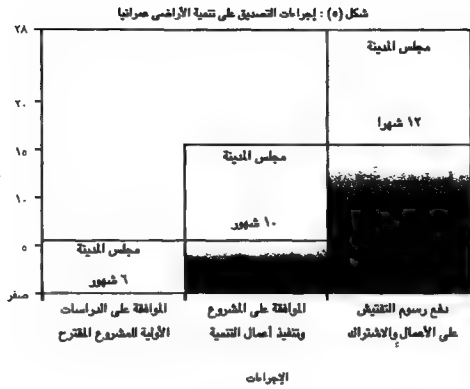 شكل (٥) : إجراءات التصديق على تنمية الأراضى عمرانيا
٢٨
٢٠
١٥
١٠
٥
صفر
مجلس المدينة
١٢ شهرا
مجلس المدينة
١٠ شهور
مجلس المدينة
٦ شهور
دفع رسوم التفتيش
على الأعمال والاشتراك
الموافقة على المشروع
وتنفيذ أعمال التنمية
الموافقة على الدراسات
الأولية للمشروع المقترح
الإجراءات